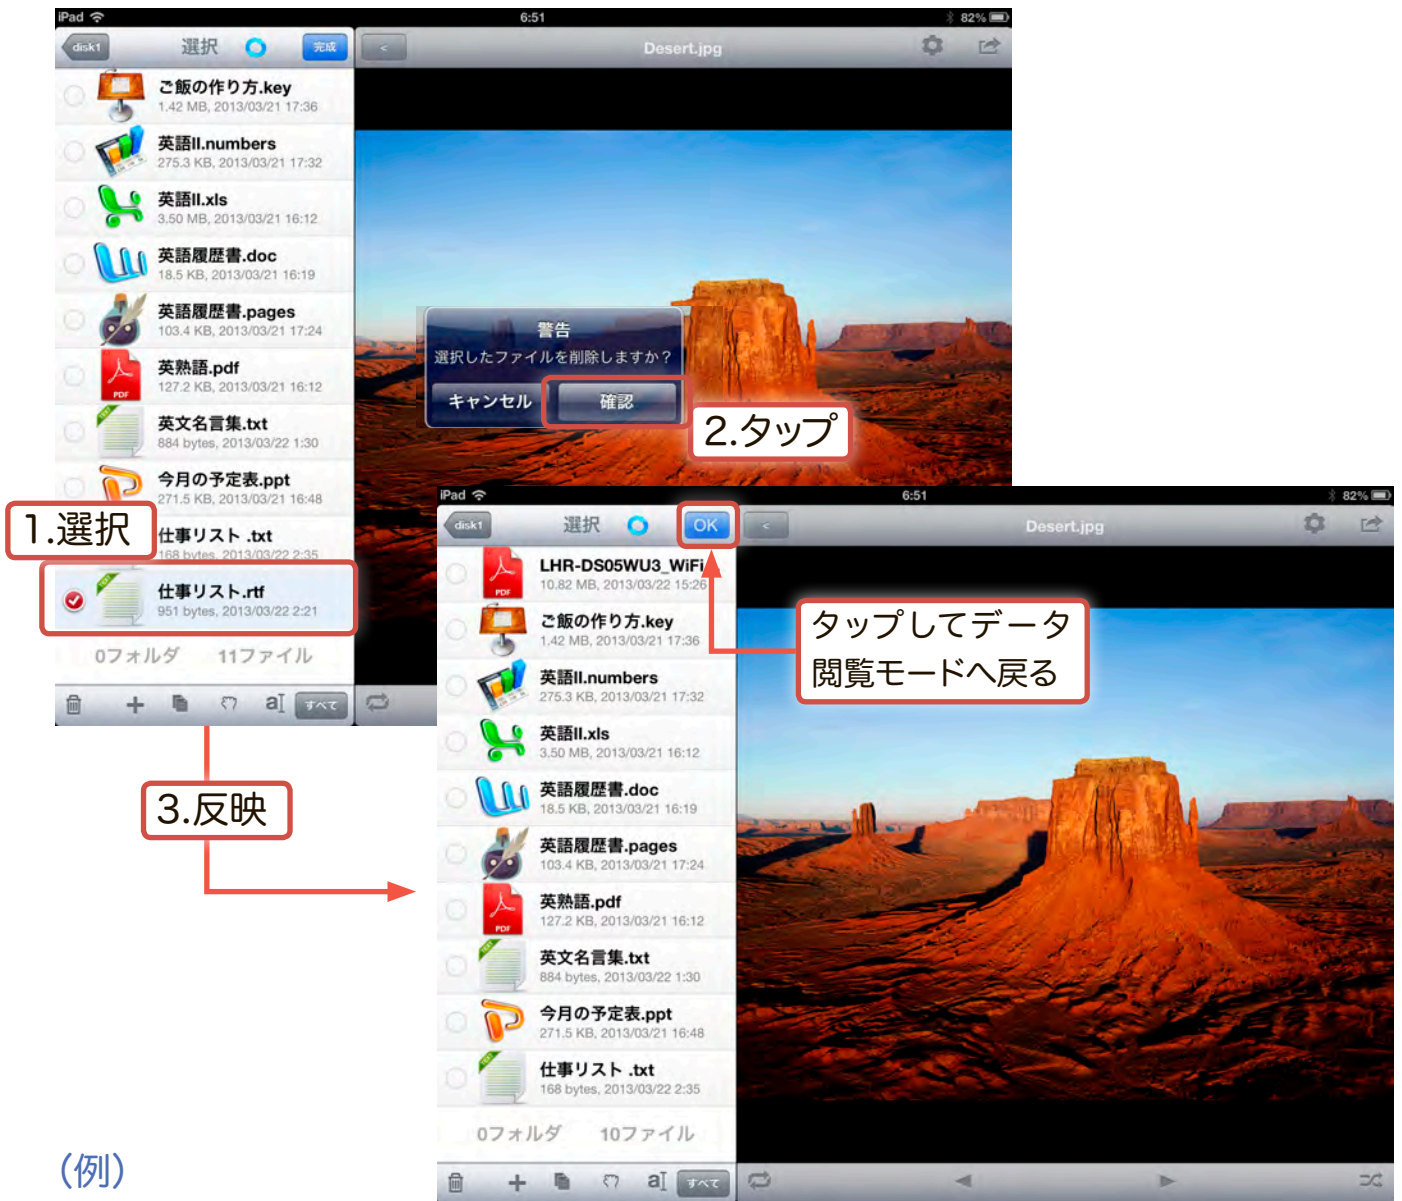 iPad 6:51 82%
disk1 選択 完成 < Desert.jpg
ご飯の作り方.key
1.42 MB, 2013/03/21 17:36
英語II.numbers
275.3 KB, 2013/03/21 17:32
英語II.xls
3.50 MB, 2013/03/21 16:12
英語履歴書.doc
18.5 KB, 2013/03/21 16:19
英語履歴書.pages
103.4 KB, 2013/03/21 17:24
英熟語.pdf
127.2 KB, 2013/03/21 16:12
英文名言集.txt
884 bytes, 2013/03/22 1:30
今月の予定表.ppt
271.5 KB, 2013/03/21 16:48
仕事リスト .txt
168 bytes, 2013/03/22 2:35
仕事リスト.rtf
951 bytes, 2013/03/22 2:21
0フォルダ 11ファイル
すべて
警告
選択したファイルを削除しますか?
キャンセル 確認
1.選択
2.タップ
3.反映
iPad 6:51 82%
disk1 選択 OK < Desert.jpg
LHR-DS05WU3_WiFi
10.82 MB, 2013/03/22 15:26
ご飯の作り方.key
1.42 MB, 2013/03/21 17:36
英語II.numbers
275.3 KB, 2013/03/21 17:32
英語II.xls
3.50 MB, 2013/03/21 16:12
英語履歴書.doc
18.5 KB, 2013/03/21 16:19
英語履歴書.pages
103.4 KB, 2013/03/21 17:24
英熟語.pdf
127.2 KB, 2013/03/21 16:12
英文名言集.txt
884 bytes, 2013/03/22 1:30
今月の予定表.ppt
271.5 KB, 2013/03/21 16:48
仕事リスト .txt
168 bytes, 2013/03/22 2:35
0フォルダ 10ファイル
すべて
タップしてデータ
閲覧モードへ戻る
(例)